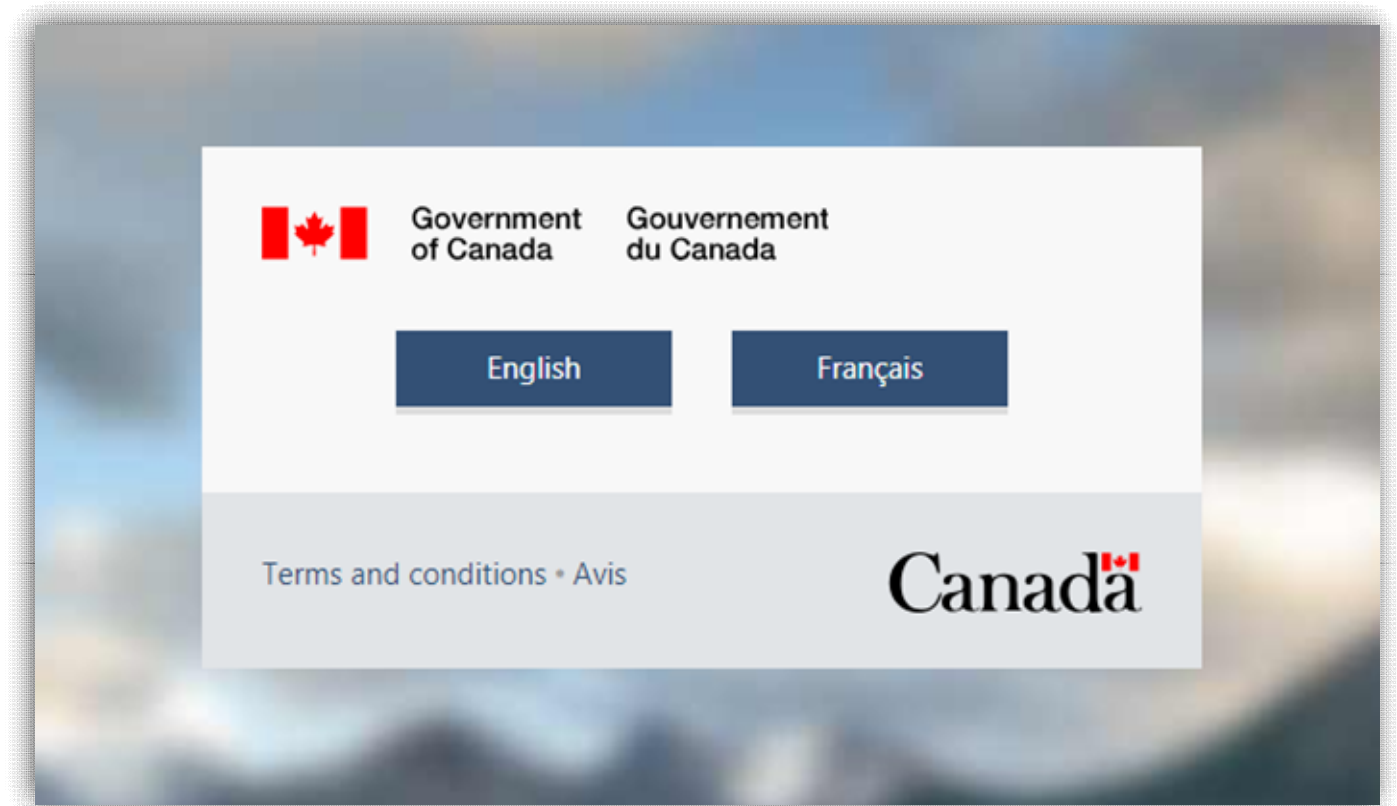 Government
of Canada
Gouvernement
du Canada
English
Français
Terms and conditions • Avis
Canada